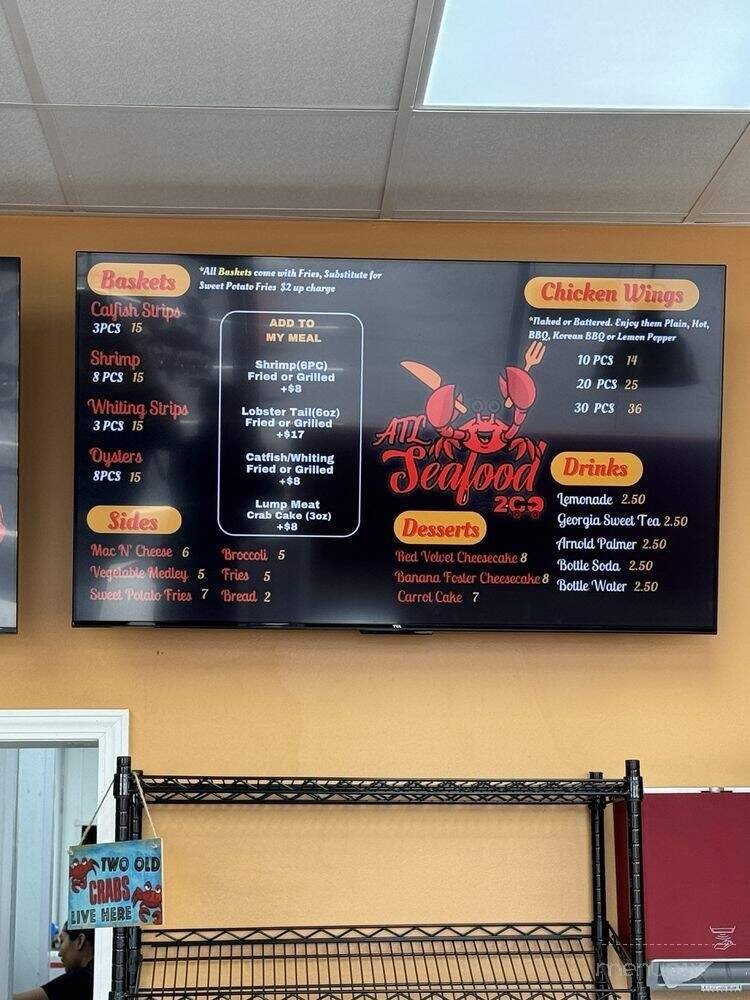 Baskets
*All Baskets come with Fries, Substitute for
Sweet Potato Fries $2 up charge
Catfish Strips
3PCS 15
Shrimp
8 PCS 15
Whiting Strips
3 PCS 15
Oysters
8PCS 15
ADD TO
MY MEAL
Shrimp(6PC)
Fried or Grilled
+$8
Lobster Tail(6oz)
Fried or Grilled
+$17
Catfish/Whiting
Fried or Grilled
+$8
Lump Meat
Crab Cake (3oz)
+$8
Sides
Mac N' Cheese 6
Vegetable Medley 5
Sweet Potato Fries 7
Broccoli 5
Fries 5
Bread 2
ATL
Seafood
2GO
Desserts
Red Velvet Cheesecake 8
Banana Foster Cheesecake 8
Carrot Cake 7
Chicken Wings
*Naked or Battered. Enjoy them Plain, Hot,
BBQ, Korean BBQ or Lemon Pepper
10 PCS 14
20 PCS 25
30 PCS 36
Drinks
Lemonade 2.50
Georgia Sweet Tea 2.50
Arnold Palmer 2.50
Bottle Soda 2.50
Bottle Water 2.50
TCL
TWO OLD
CRABS
LIVE HERE